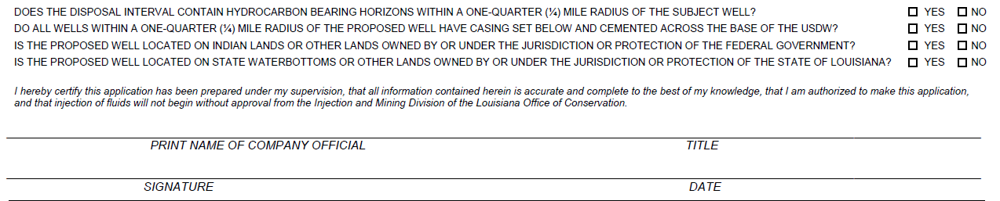 DOES THE DISPOSAL INTERVAL CONTAIN HYDROCARBON BEARING HORIZONS WITHIN A ONE-QUARTER (¼) MILE RADIUS OF THE SUBJECT WELL? ☐ YES ☐ NO
DO ALL WELLS WITHIN A ONE-QUARTER (¼) MILE RADIUS OF THE PROPOSED WELL HAVE CASING SET BELOW AND CEMENTED ACROSS THE BASE OF THE USDW? ☐ YES ☐ NO
IS THE PROPOSED WELL LOCATED ON INDIAN LANDS OR OTHER LANDS OWNED BY OR UNDER THE JURISDICTION OR PROTECTION OF THE FEDERAL GOVERNMENT? ☐ YES ☐ NO
IS THE PROPOSED WELL LOCATED ON STATE WATERBOTTOMS OR OTHER LANDS OWNED BY OR UNDER THE JURISDICTION OR PROTECTION OF THE STATE OF LOUISIANA? ☐ YES ☐ NO
I hereby certify this application has been prepared under my supervision, that all information contained herein is accurate and complete to the best of my knowledge, that I am authorized to make this application,
and that injection of fluids will not begin without approval from the Injection and Mining Division of the Louisiana Office of Conservation.
PRINT NAME OF COMPANY OFFICIAL TITLE
SIGNATURE DATE